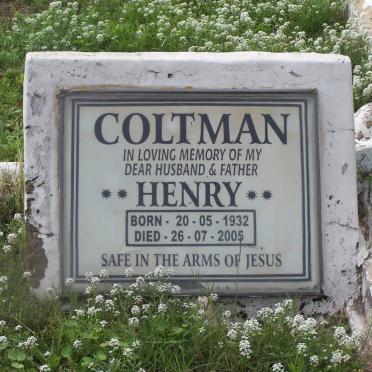 COLTMAN
IN LOVING MEMORY OF MY
DEAR HUSBAND & FATHER
** HENRY **
BORN - 20 - 05 - 1932
DIED - 26 - 07 - 2005
SAFE IN THE ARMS OF JESUS